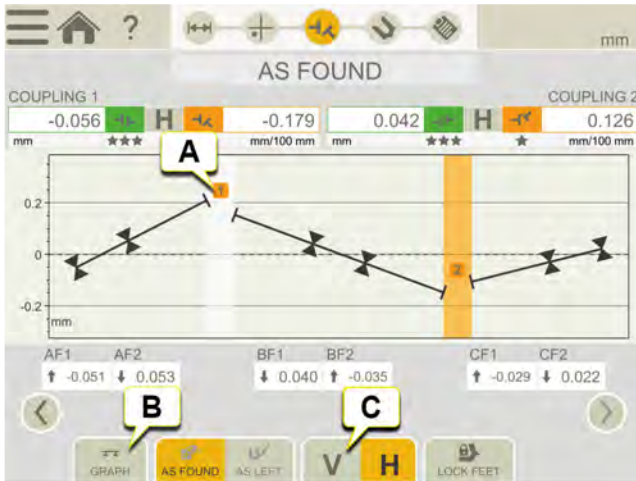 ?
mm
AS FOUND
COUPLING 1
COUPLING 2
-0.056 H -0.179
0.042 H 0.126
mm ★★★ mm/100 mm
mm ★★★ ★ mm/100 mm
A
1
0.2
0
2
-0.2
mm
AF1 AF2 BF1 BF2 CF1 CF2
-0.051 0.053 0.040 -0.035 -0.029 0.022
B
C
GRAPH AS FOUND AS LEFT V H LOCK FEET